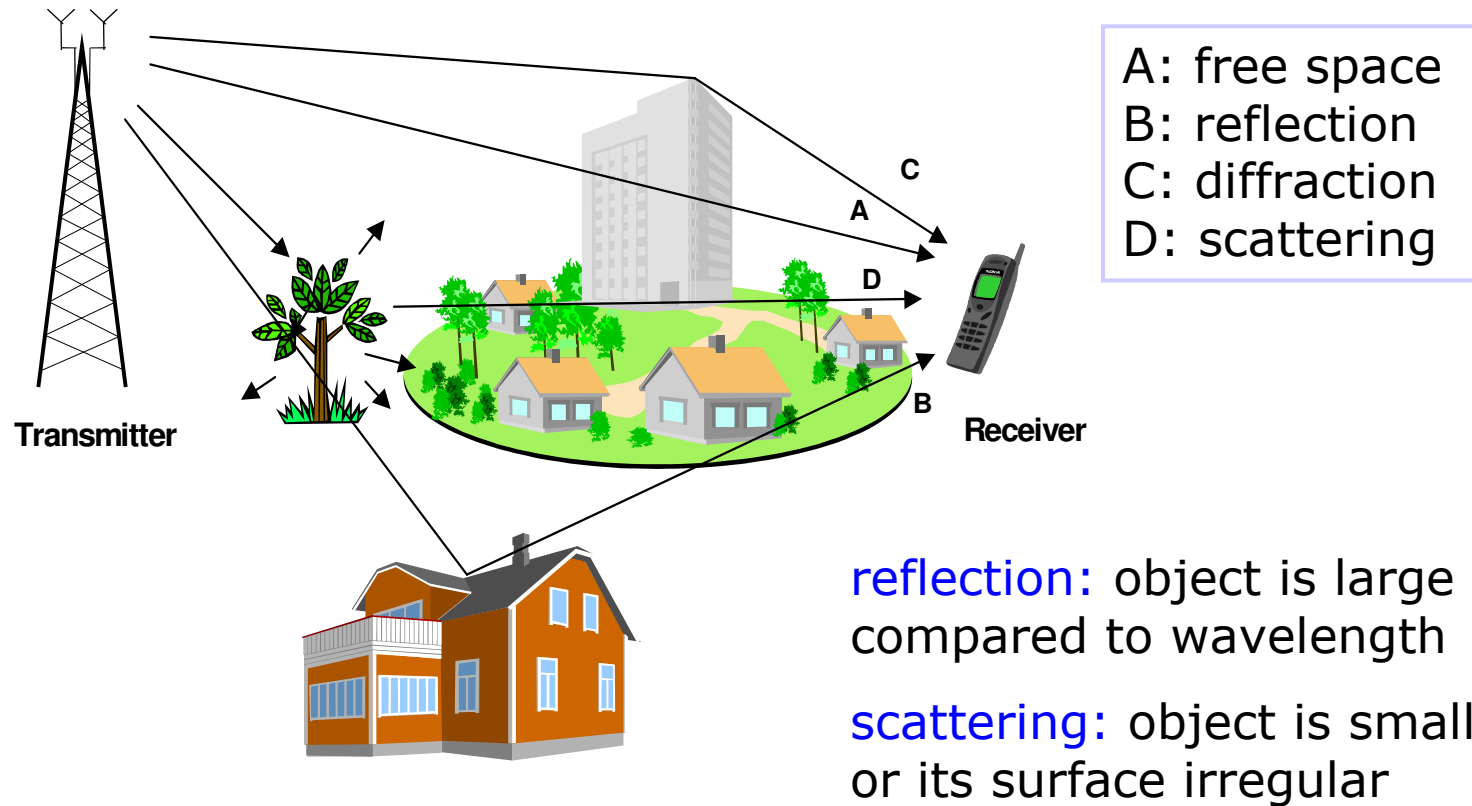 A: free space
B: reflection
C: diffraction
D: scattering
C
A
D
B
NOKIA
Transmitter
Receiver
reflection: object is large
compared to wavelength
scattering: object is small
or its surface irregular